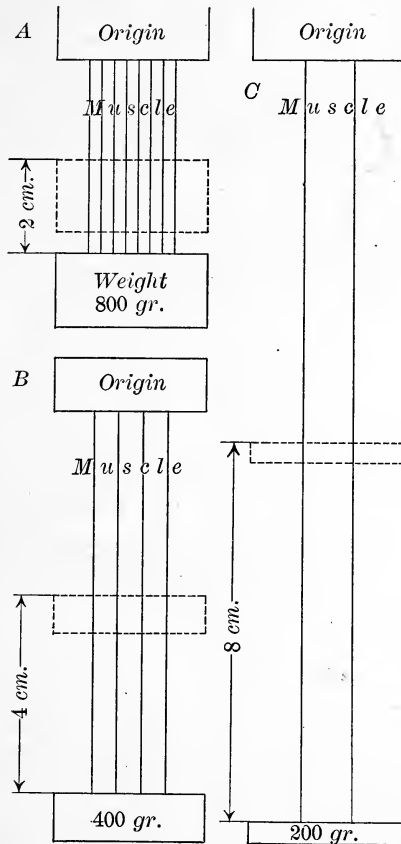 A
Origin
Muscle
2 cm.
Weight
800 gr.
B
Origin
Muscle
4 cm.
400 gr.
C
Origin
Muscle
8 cm.
200 gr.